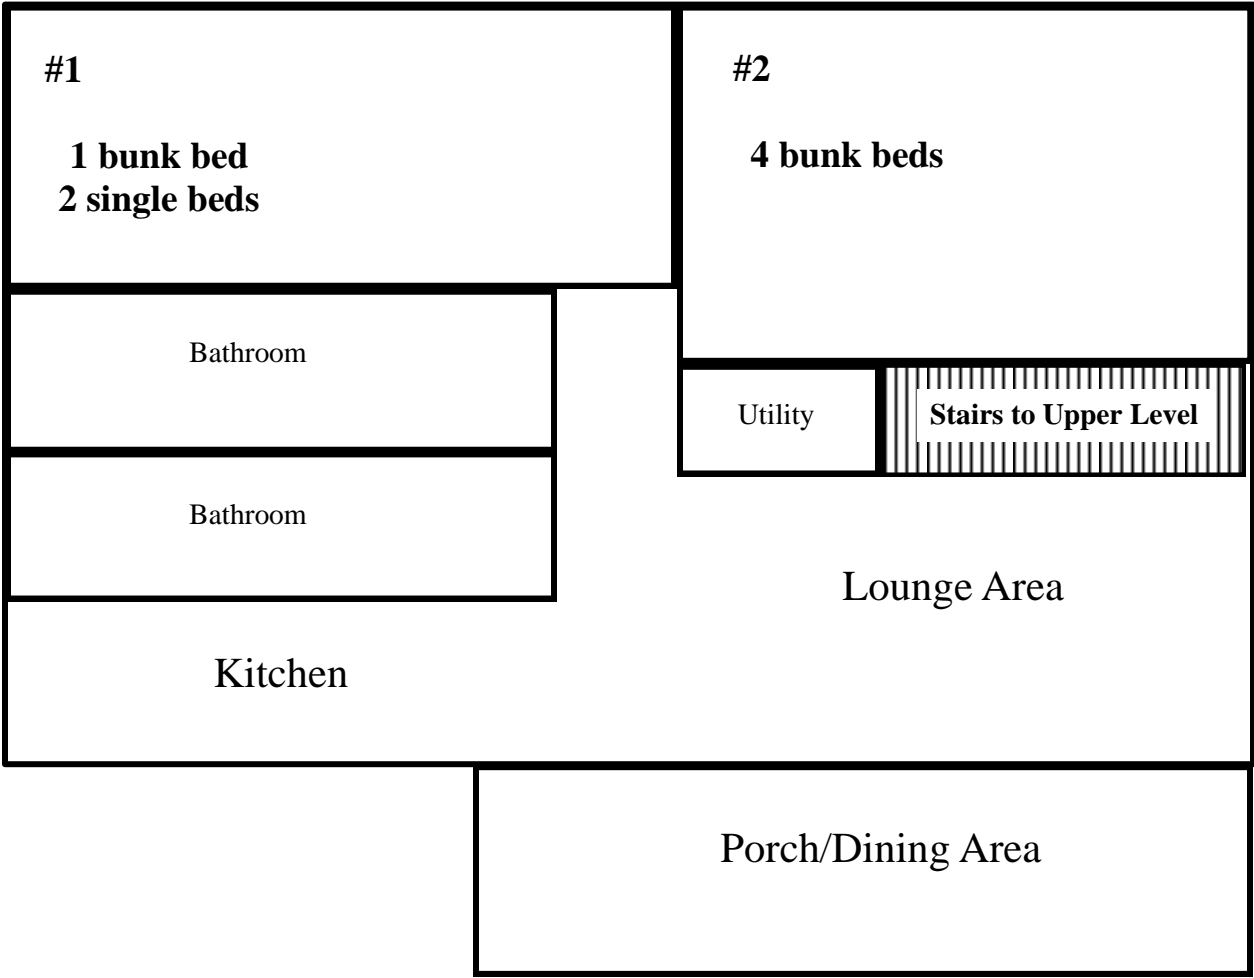 #1
1 bunk bed
2 single beds
#2
4 bunk beds
Bathroom
Utility
Stairs to Upper Level
Bathroom
Lounge Area
Kitchen
Porch/Dining Area